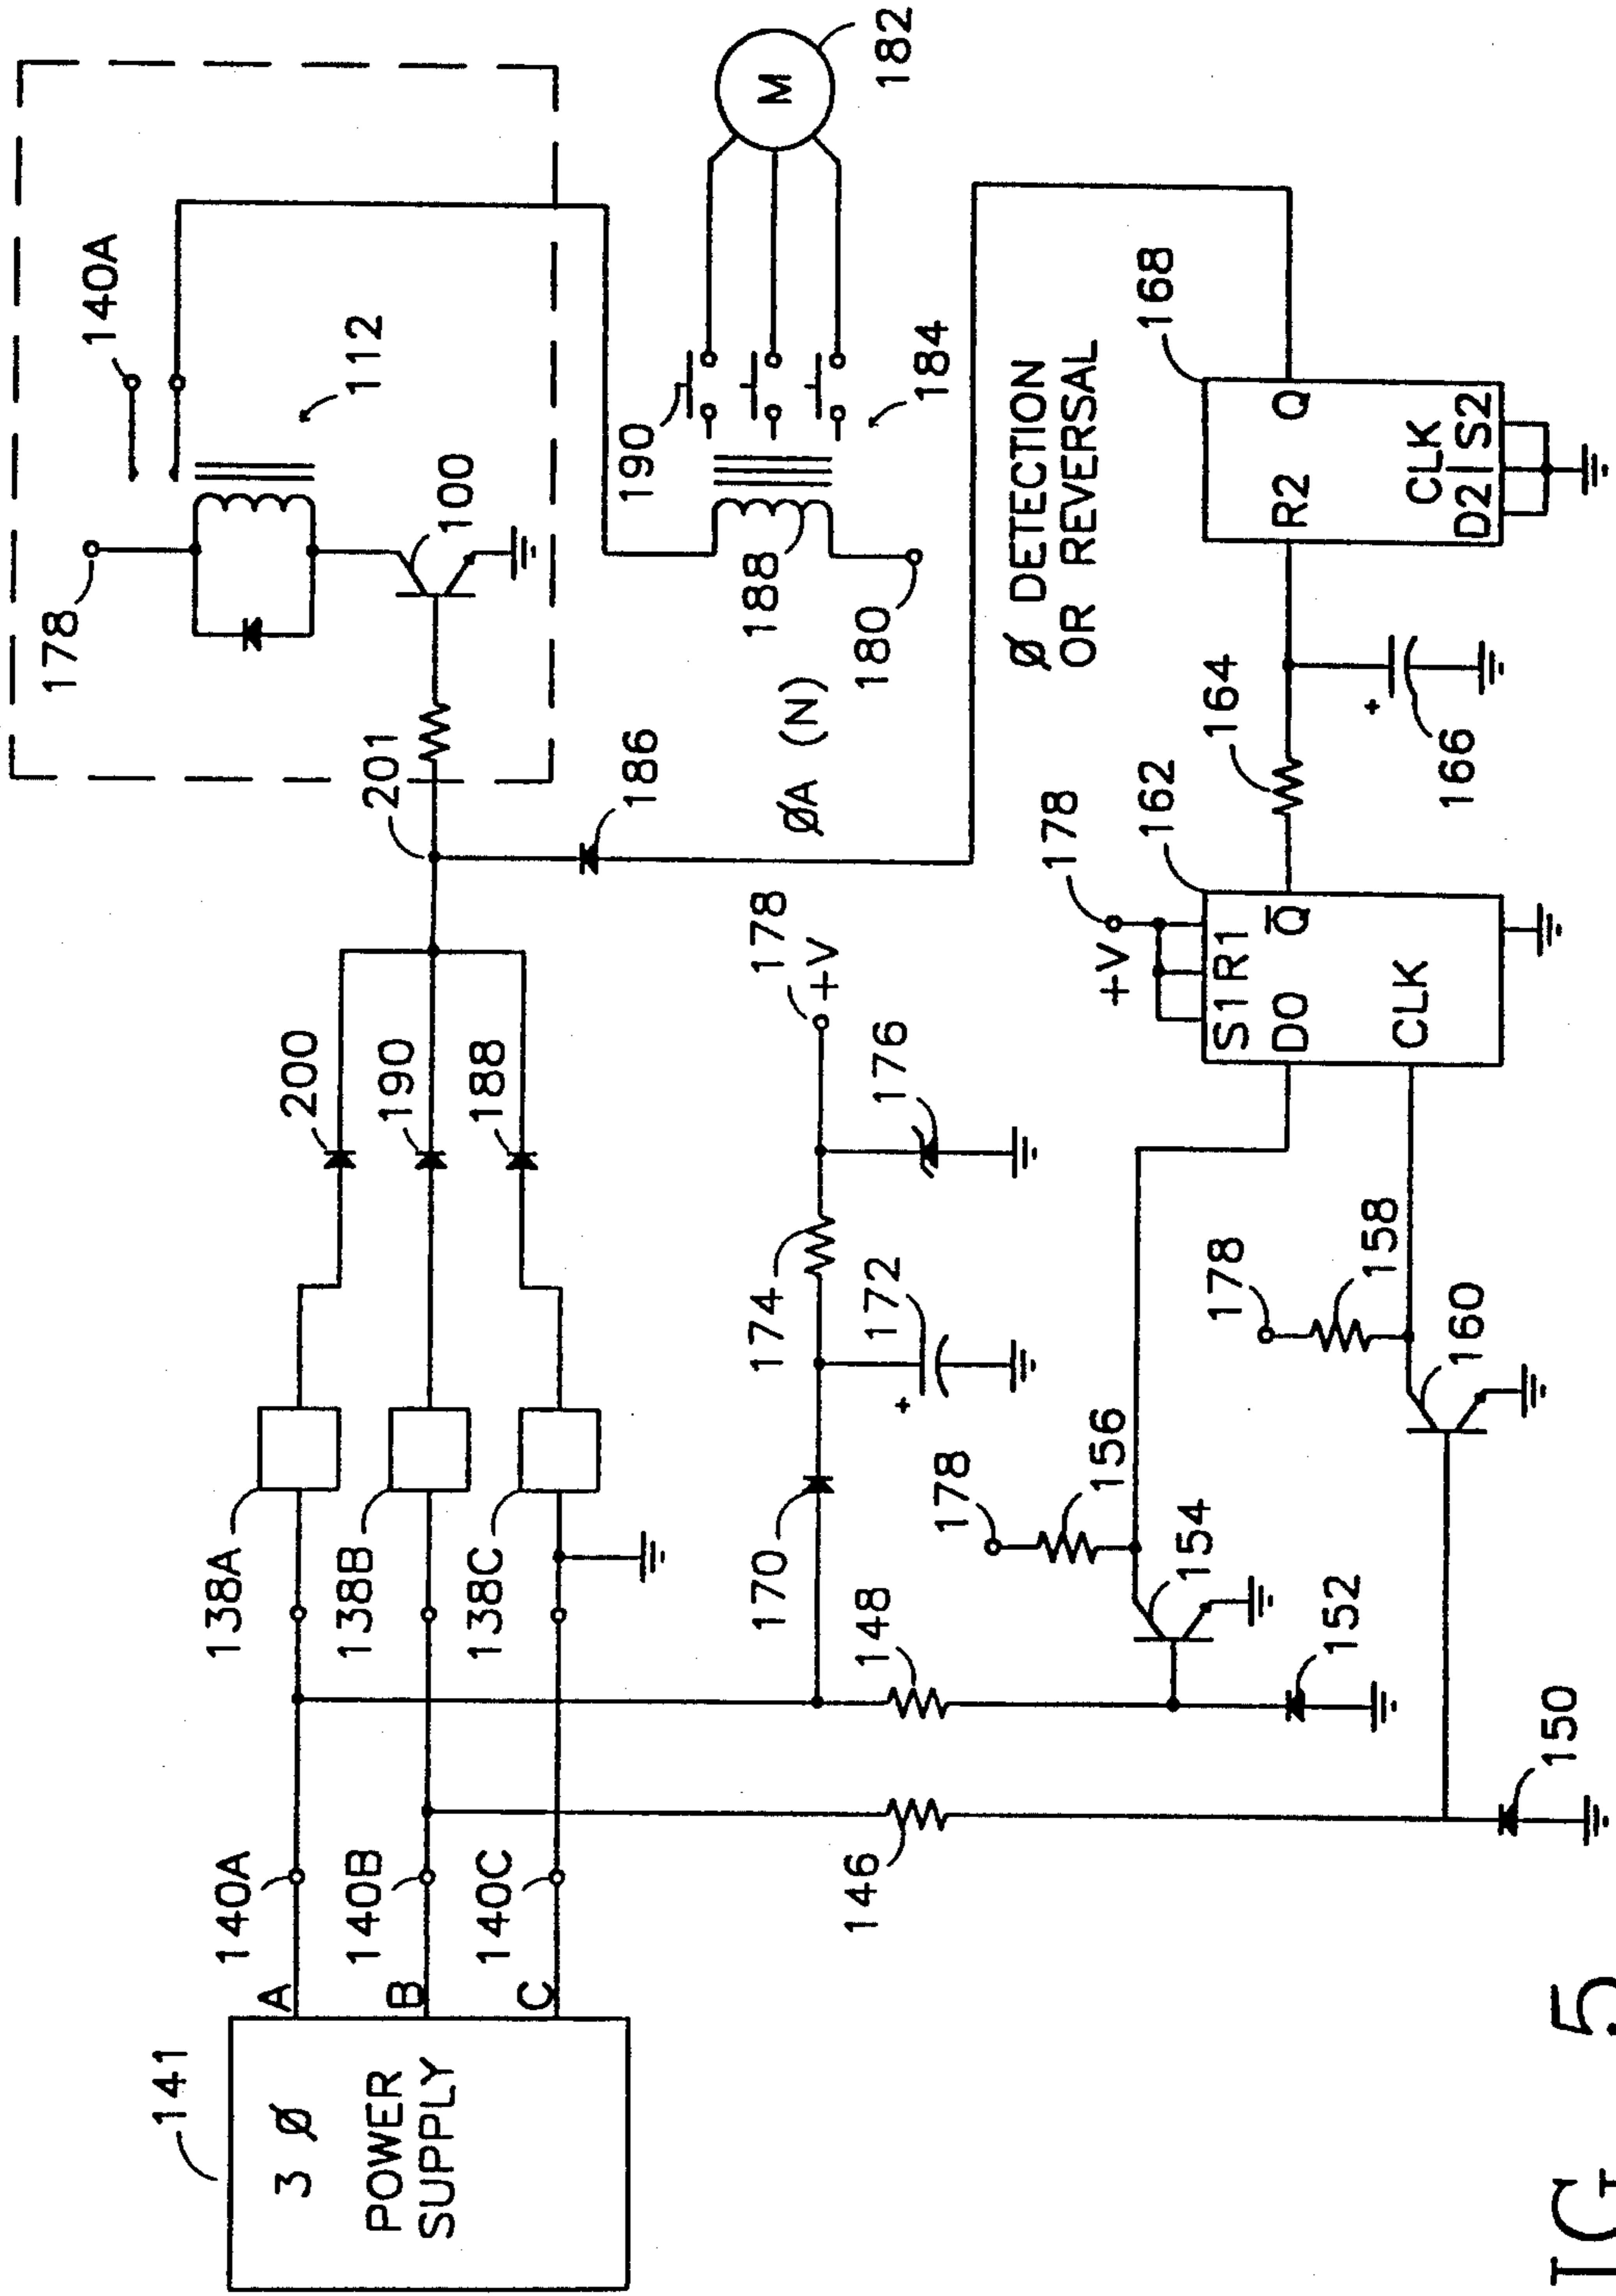 141
3 Ø
POWER
SUPPLY
A
B
C
140A
140B
140C
138A
138B
138C
200
190
188
201
178
100
112
140A
186
190
188
180
184
M
182
ØA (N)
146
148
170
172
+
174
176
178
+V
150
152
154
156
178
158
178
160
178
+V
162
S1
R1
D0
Q̅
CLK
164
166
+
168
R2
Q
CLK
D2
S2
Ø DETECTION
OR REVERSAL
IG. 5